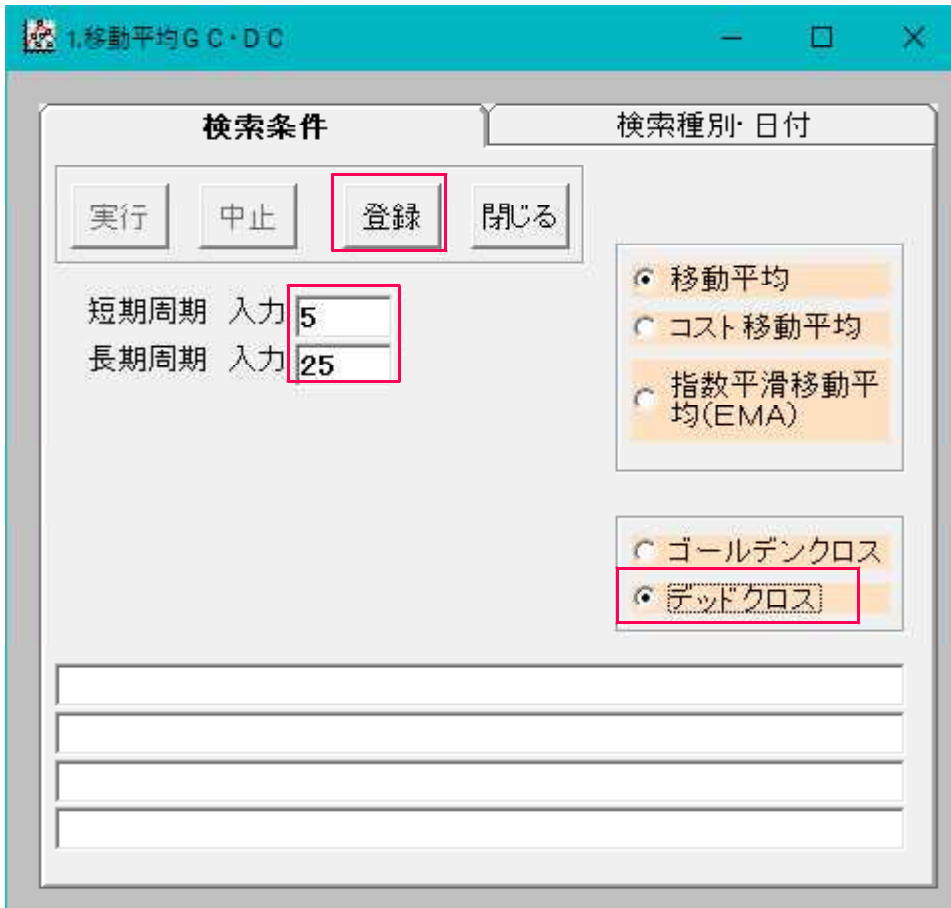 1.移動平均GC・DC
検索条件
検索種別・日付
実行
中止
登録
閉じる
短期周期 入力 5
長期周期 入力 25
移動平均
コスト移動平均
指数平滑移動平
均(EMA)
ゴールデンクロス
デッドクロス